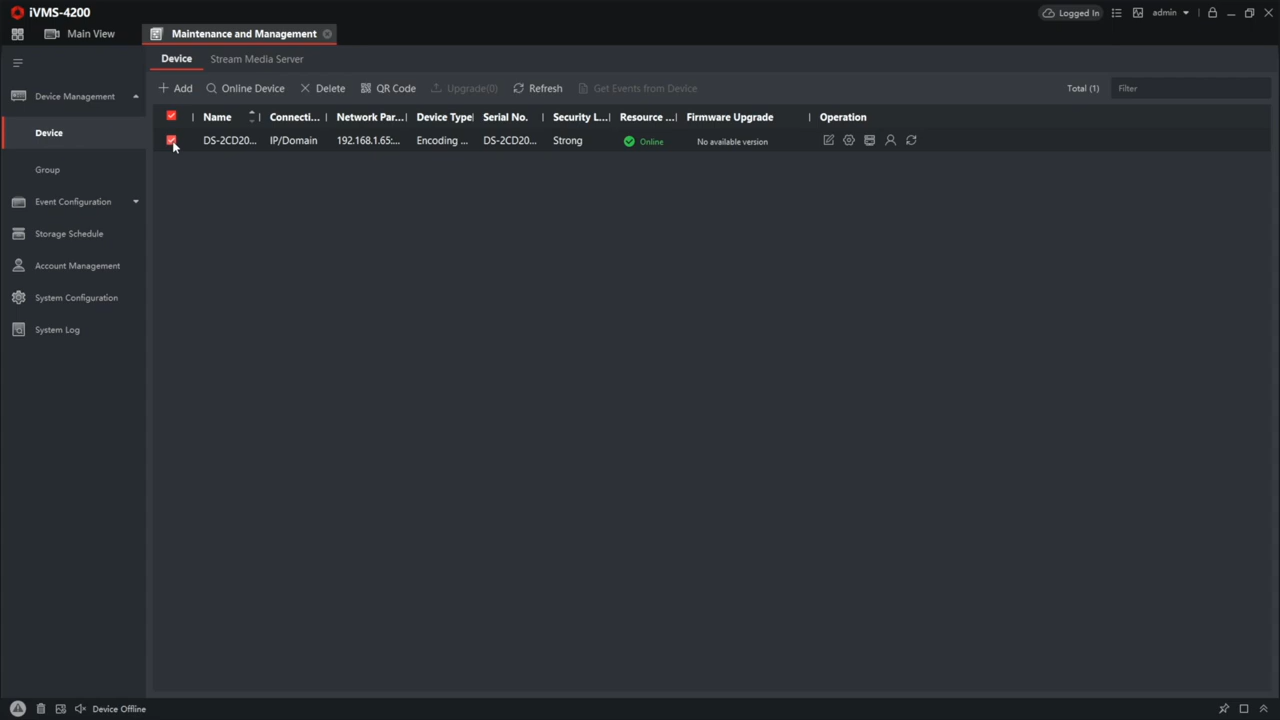 iVMS-4200
Logged In
admin
Main View
Maintenance and Management
Device
Stream Media Server
Device Management
Device
Group
Event Configuration
Storage Schedule
Account Management
System Configuration
System Log
Add
Online Device
Delete
QR Code
Upgrade(0)
Refresh
Get Events from Device
Total (1)
Filter
Name | Connecti... | Network Par... | Device Type | Serial No. | Security L... | Resource ... | Firmware Upgrade | Operation
DS-2CD20... IP/Domain 192.168.1.65:... Encoding ... DS-2CD20... Strong Online No available version
Device Offline